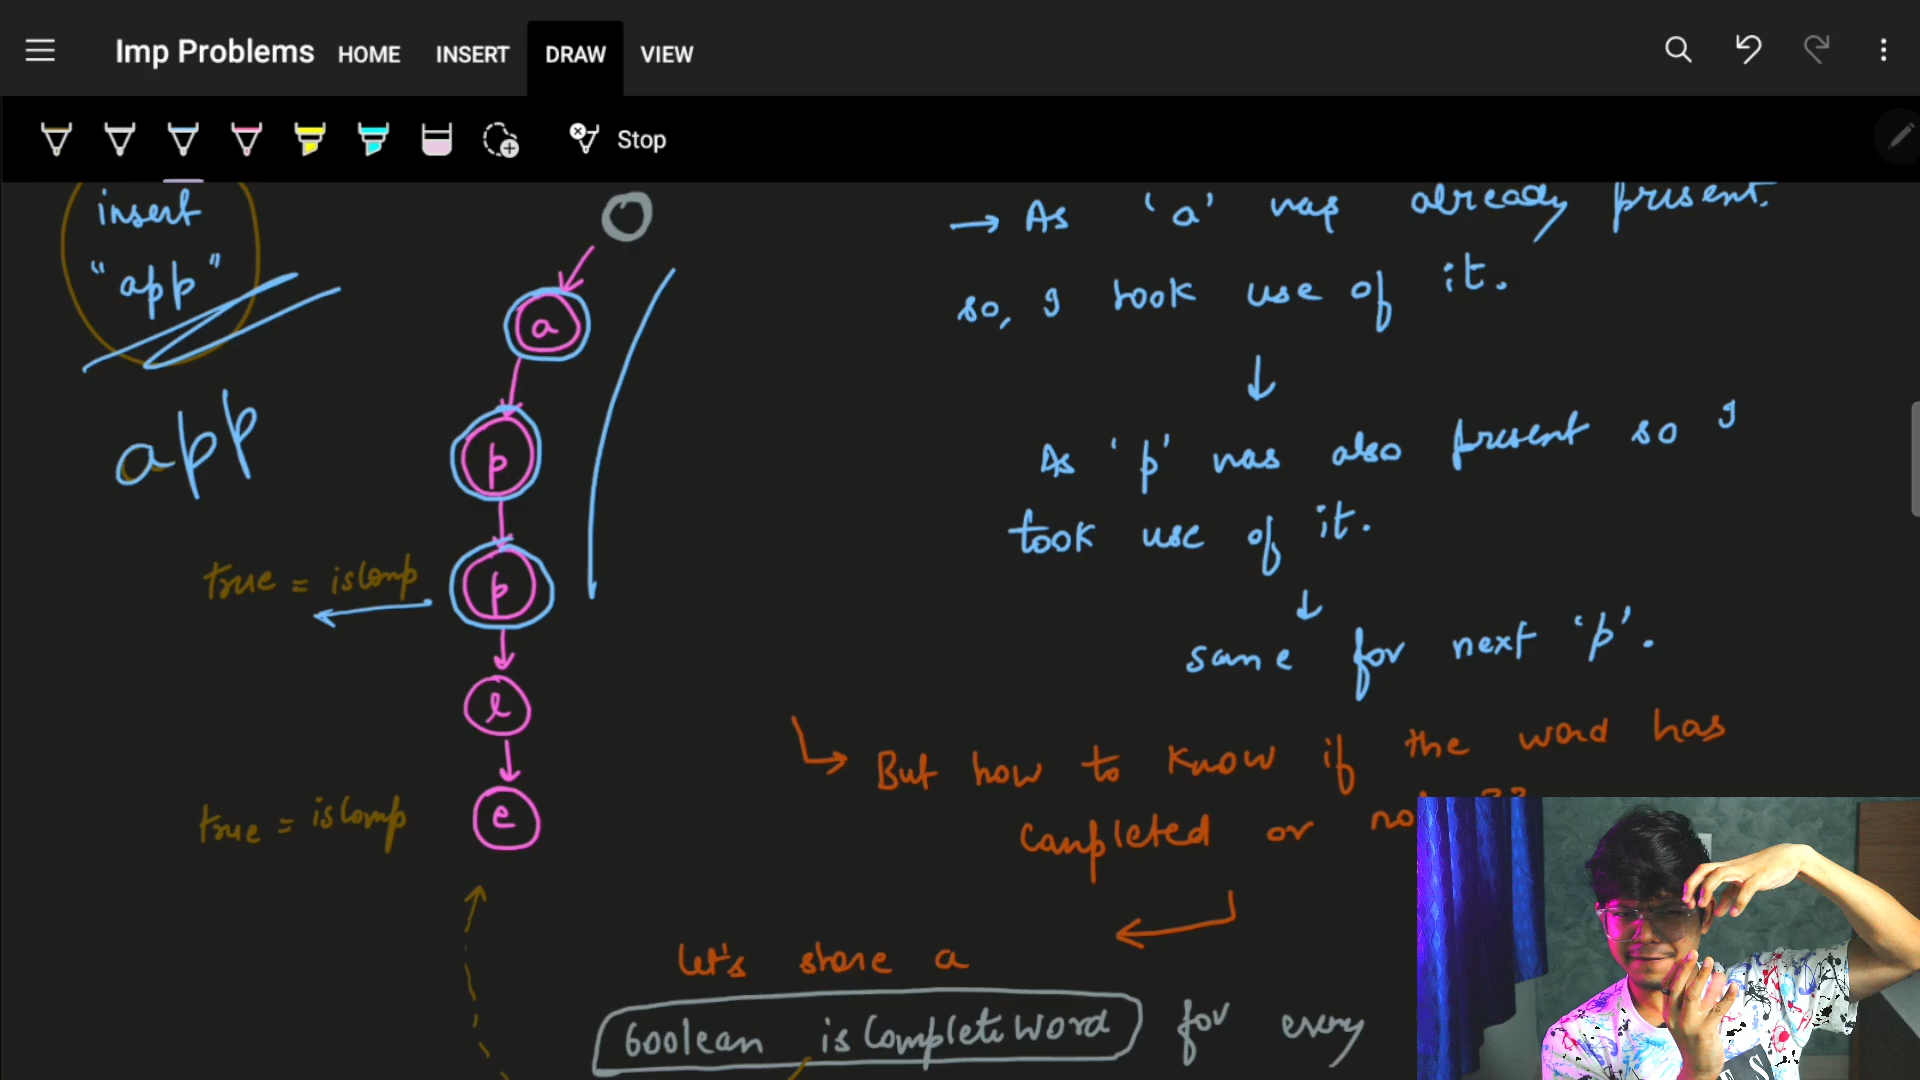 Imp Problems HOME INSERT DRAW VIEW
Stop
insert
"app"
app
a
p
p
l
e
true = isComp
true = isComp
→ As 'a' was already present.
so, I took use of it.
↓
As 'p' was also present so I
took use of it.
↓
same for next 'p'.
But how to know if the word has
completed or
let's store a
boolean isCompleteWord for every